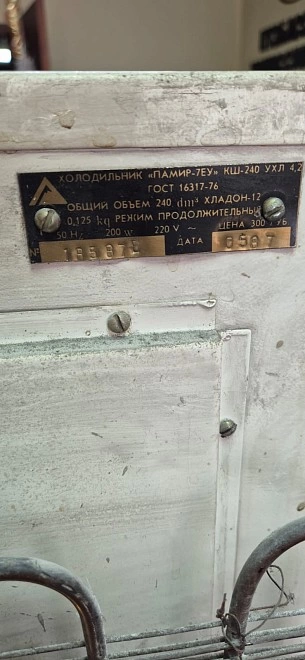 ХОЛОДИЛЬНИК «ПАМИР-7ЕУ» КШ-240 УХЛ 4,2
ГОСТ 16317-76
ОБЩИЙ ОБЪЕМ 240 dm³ ХЛАДОН-12
0,125 kg РЕЖИМ ПРОДОЛЖИТЕЛЬНЫЙ
50 Hz 200 w 220 V ~ ЦЕНА 300 РУБ
№ ДАТА 0587